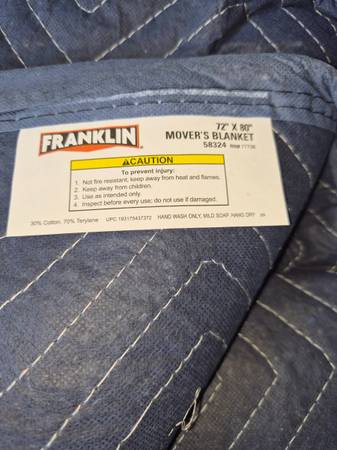 FRANKLIN
72" X 80"
MOVER'S BLANKET
58324
CAUTION
To prevent injury:
1. Not fire resistant, keep away from heat and flames.
2. Keep away from children.
3. Use as intended only.
4. Inspect before every use; do not use if damaged.
30% Cotton, 70% Terylene UPC 193175437372 HAND WASH ONLY, MILD SOAP, HANG DRY